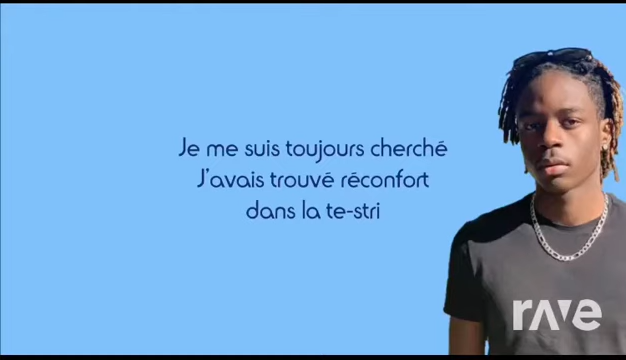 Je me suis toujours cherché
J'avais trouvé réconfort
dans la te-stri
rave